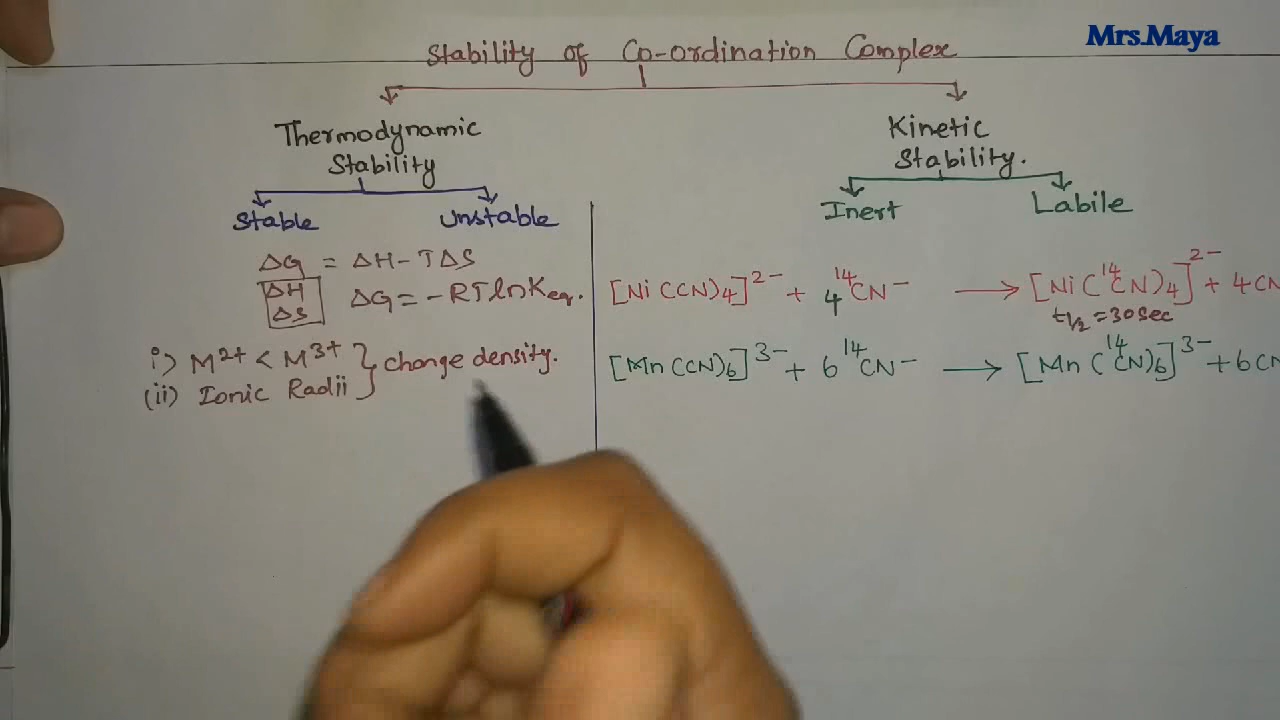 Mrs.Maya
Stability of Co-ordination Complex
Thermodynamic Stability
Stable Unstable
ΔG = ΔH - TΔS
ΔH
ΔS
ΔG = -RT lnKeq.
i) M²⁺ < M³⁺ } change density.
(ii) Ionic Radii
Kinetic Stability.
Inert Labile
[Ni(CN)₄]²⁻ + 4 ¹⁴CN⁻ → [Ni(¹⁴CN)₄]²⁻ + 4CN
t₁/₂ = 30sec
[Mn(CN)₆]³⁻ + 6 ¹⁴CN⁻ → [Mn(¹⁴CN)₆]³⁻ + 6CN